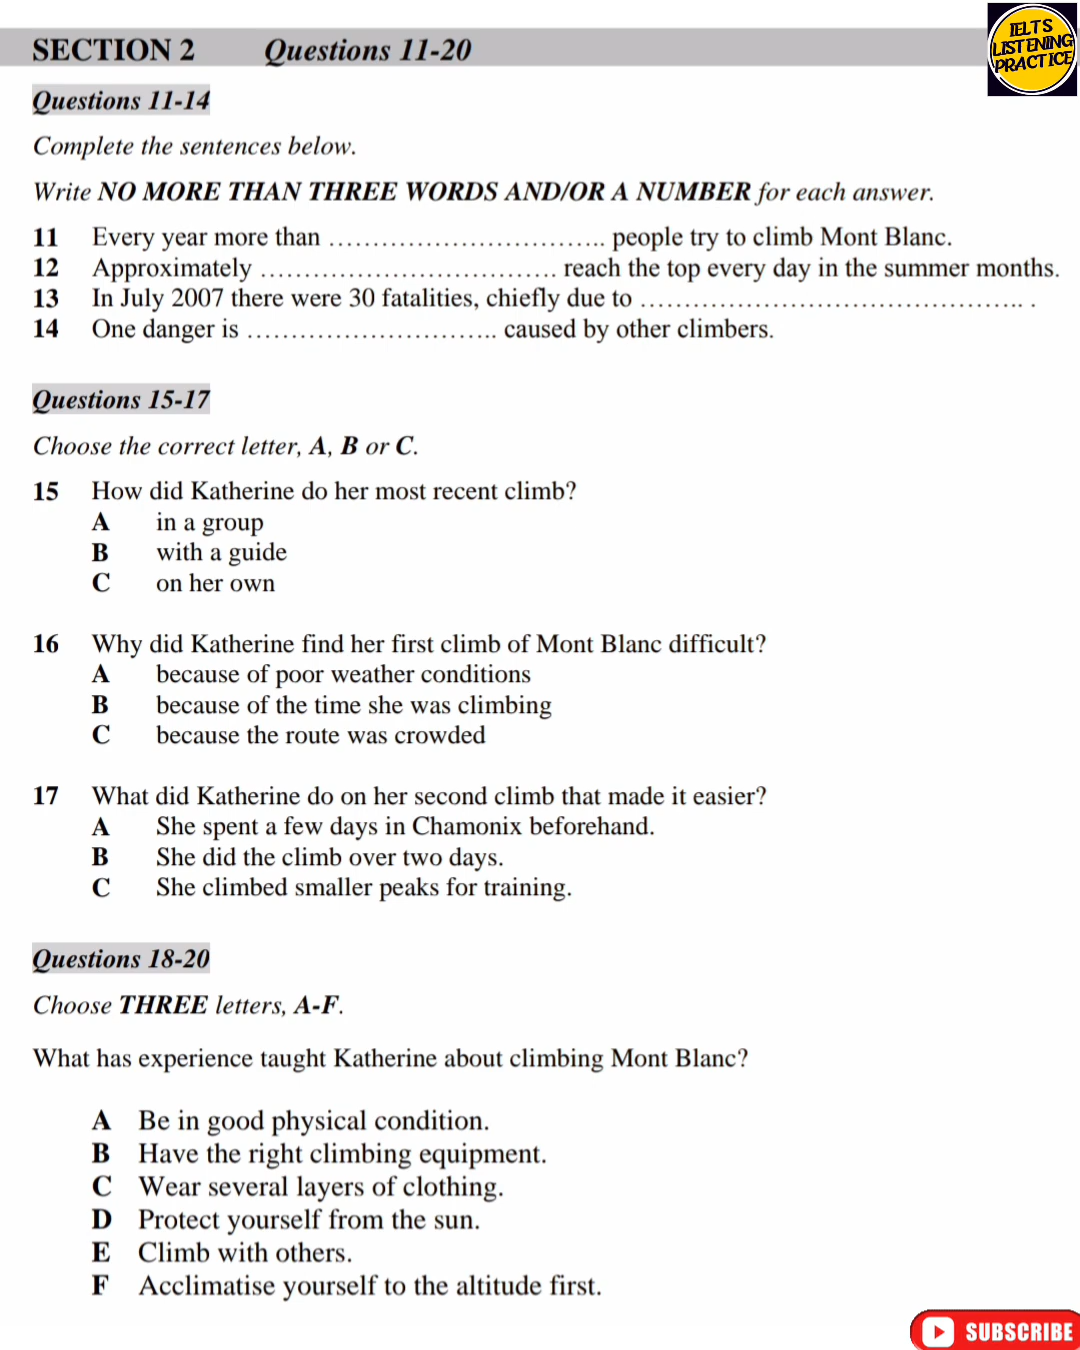 SECTION 2 Questions 11-20
IELTS
LISTENING
PRACTICE
Questions 11-14
Complete the sentences below.
Write NO MORE THAN THREE WORDS AND/OR A NUMBER for each answer.
11 Every year more than ................................ people try to climb Mont Blanc.
12 Approximately .................................. reach the top every day in the summer months.
13 In July 2007 there were 30 fatalities, chiefly due to ............................................ .
14 One danger is ............................. caused by other climbers.
Questions 15-17
Choose the correct letter, A, B or C.
15 How did Katherine do her most recent climb?
A in a group
B with a guide
C on her own
16 Why did Katherine find her first climb of Mont Blanc difficult?
A because of poor weather conditions
B because of the time she was climbing
C because the route was crowded
17 What did Katherine do on her second climb that made it easier?
A She spent a few days in Chamonix beforehand.
B She did the climb over two days.
C She climbed smaller peaks for training.
Questions 18-20
Choose THREE letters, A-F.
What has experience taught Katherine about climbing Mont Blanc?
A Be in good physical condition.
B Have the right climbing equipment.
C Wear several layers of clothing.
D Protect yourself from the sun.
E Climb with others.
F Acclimatise yourself to the altitude first.
SUBSCRIBE